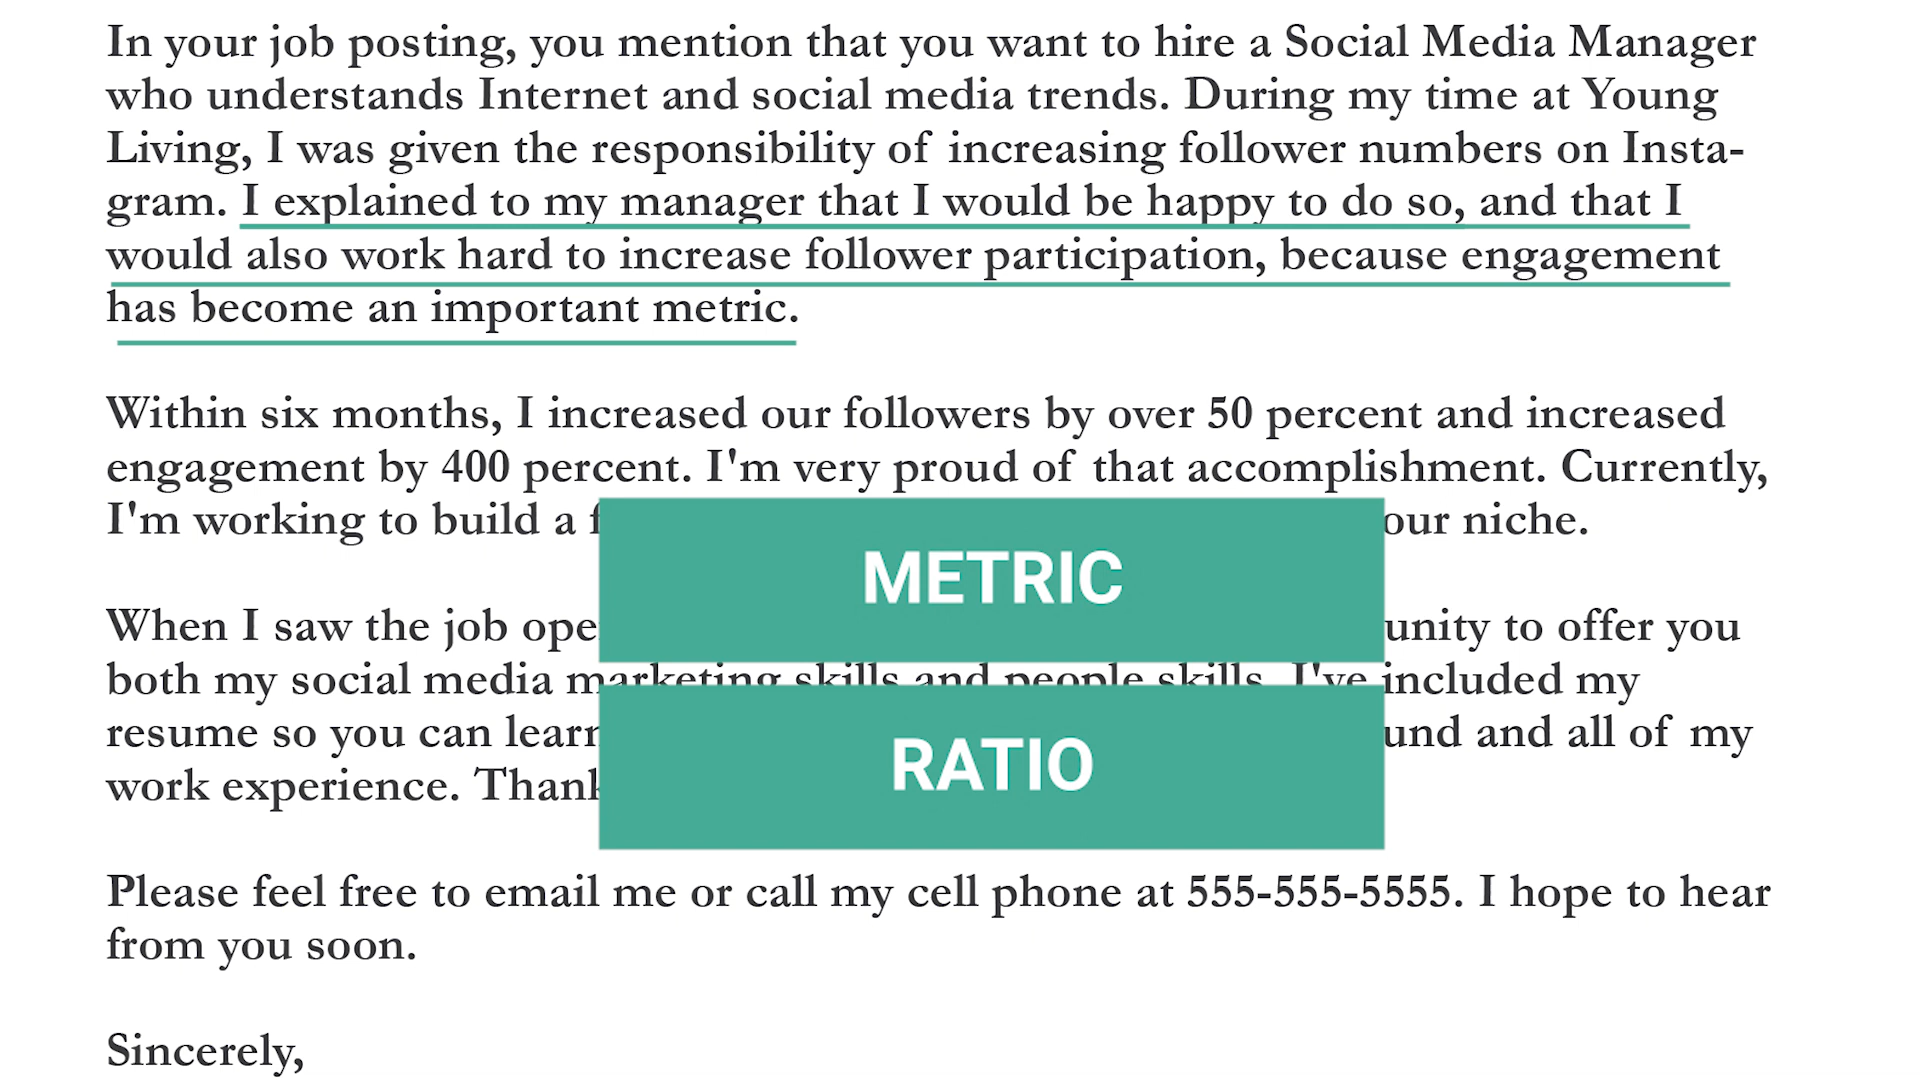 In your job posting, you mention that you want to hire a Social Media Manager
who understands Internet and social media trends. During my time at Young
Living, I was given the responsibility of increasing follower numbers on Insta-
gram. I explained to my manager that I would be happy to do so, and that I
would also work hard to increase follower participation, because engagement
has become an important metric.
Within six months, I increased our followers by over 50 percent and increased
engagement by 400 percent. I'm very proud of that accomplishment. Currently,
I'm working to build a our niche.
METRIC
When I saw the job to offer you
both my social media marketing skills and people skills. I've included my
resume so you can and all of my
RATIO
work experience.
Please feel free to email me or call my cell phone at 555-555-5555. I hope to hear
from you soon.
Sincerely,